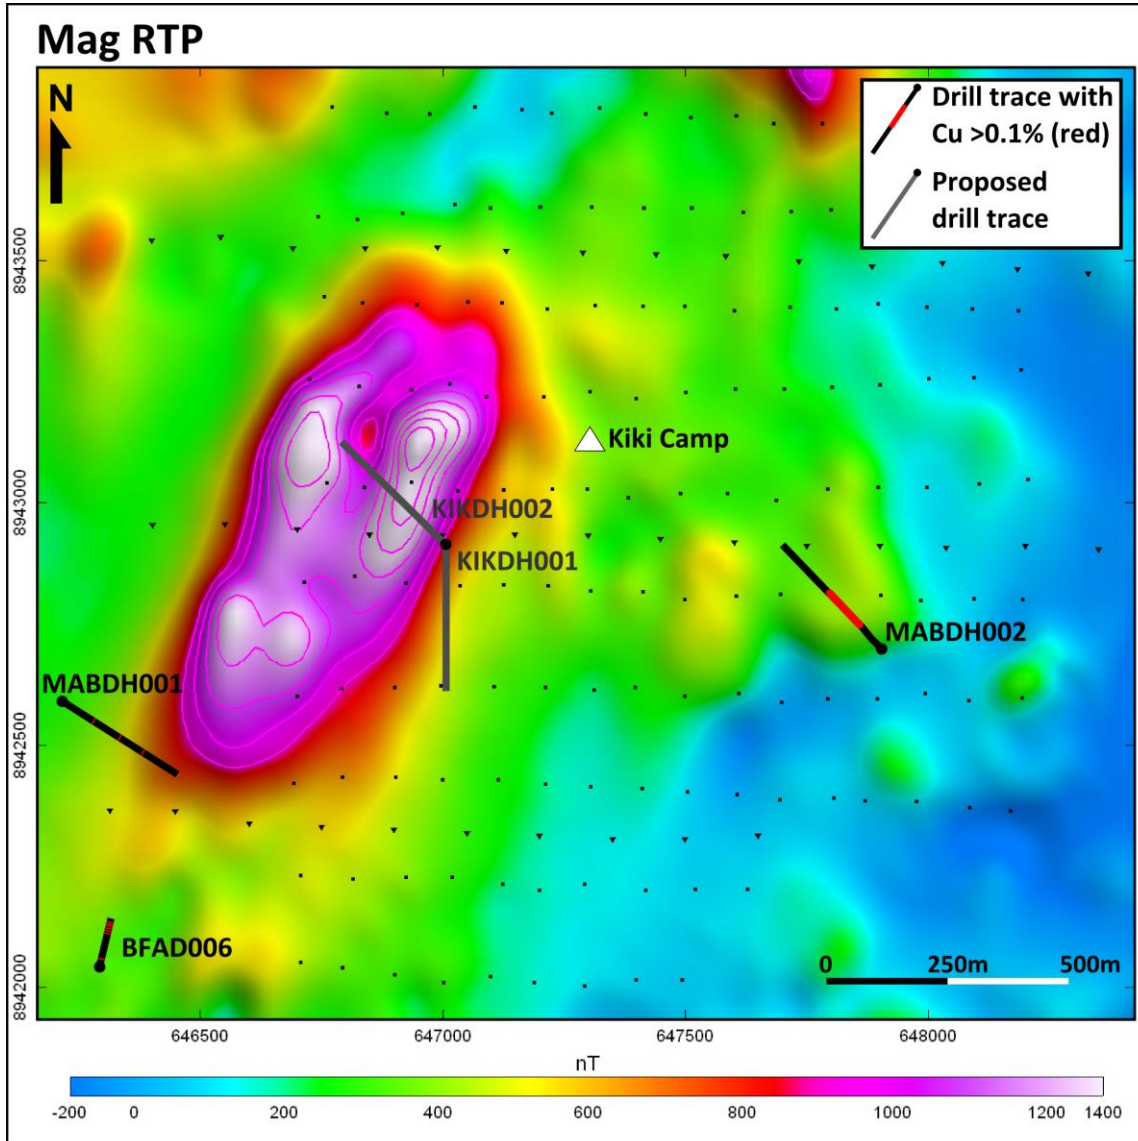 Mag RTP
N
Drill trace with
Cu >0.1% (red)
Proposed
drill trace
8943500
Kiki Camp
8943000
KIKDH002
KIKDH001
MABDH002
MABDH001
8942500
BFAD006
0 250m 500m
8942000
646500 647000 647500 648000
nT
-200 0 200 400 600 800 1000 1200 1400